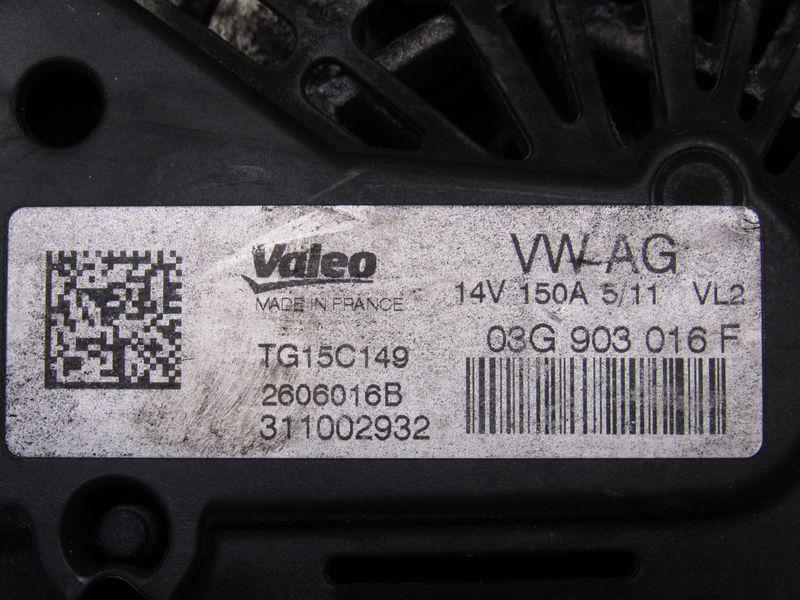 Valeo
MADE IN FRANCE
TG15C149
2606016B
311002932
VW-AG
14V 150A 5/11 VL2
03G 903 016 F